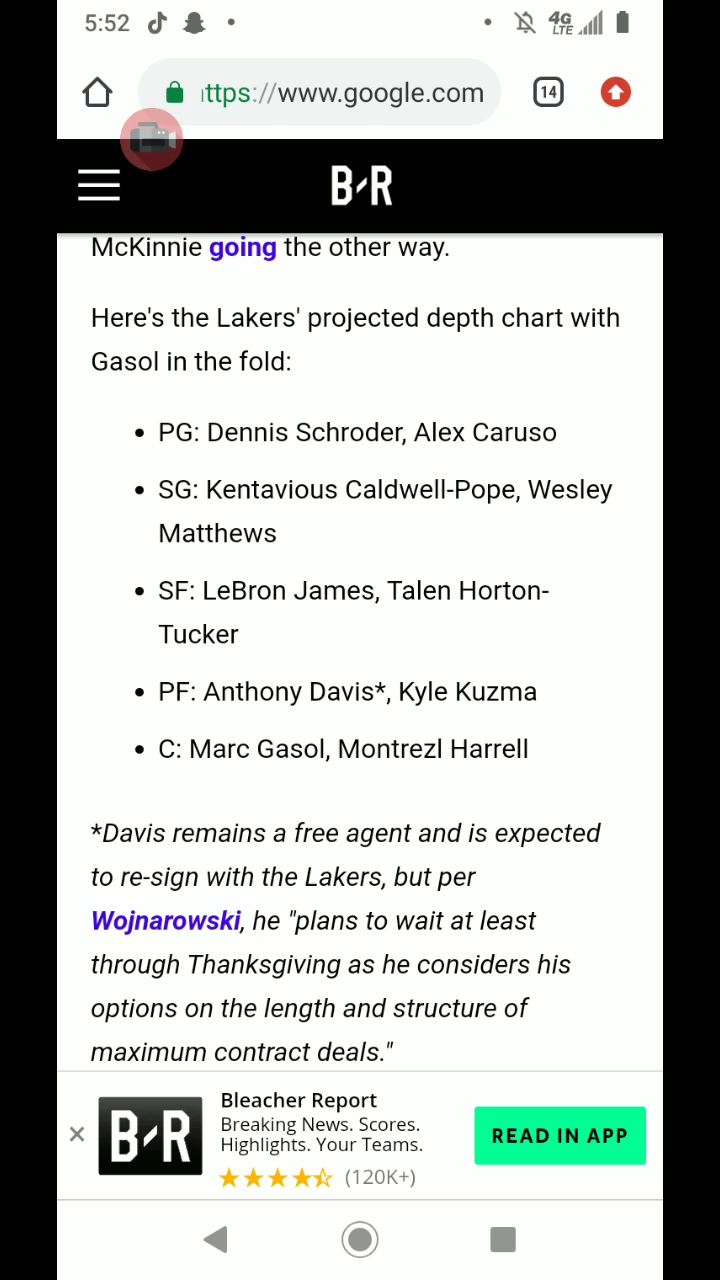 5:52
4G
LTE
ttps://www.google.com
14
B/R
McKinnie going the other way.
Here's the Lakers' projected depth chart with
Gasol in the fold:
• PG: Dennis Schroder, Alex Caruso
• SG: Kentavious Caldwell-Pope, Wesley
Matthews
• SF: LeBron James, Talen Horton-
Tucker
• PF: Anthony Davis*, Kyle Kuzma
• C: Marc Gasol, Montrezl Harrell
*Davis remains a free agent and is expected
to re-sign with the Lakers, but per
Wojnarowski, he "plans to wait at least
through Thanksgiving as he considers his
options on the length and structure of
maximum contract deals."
B/R
Bleacher Report
Breaking News. Scores.
Highlights. Your Teams.
(120K+)
READ IN APP